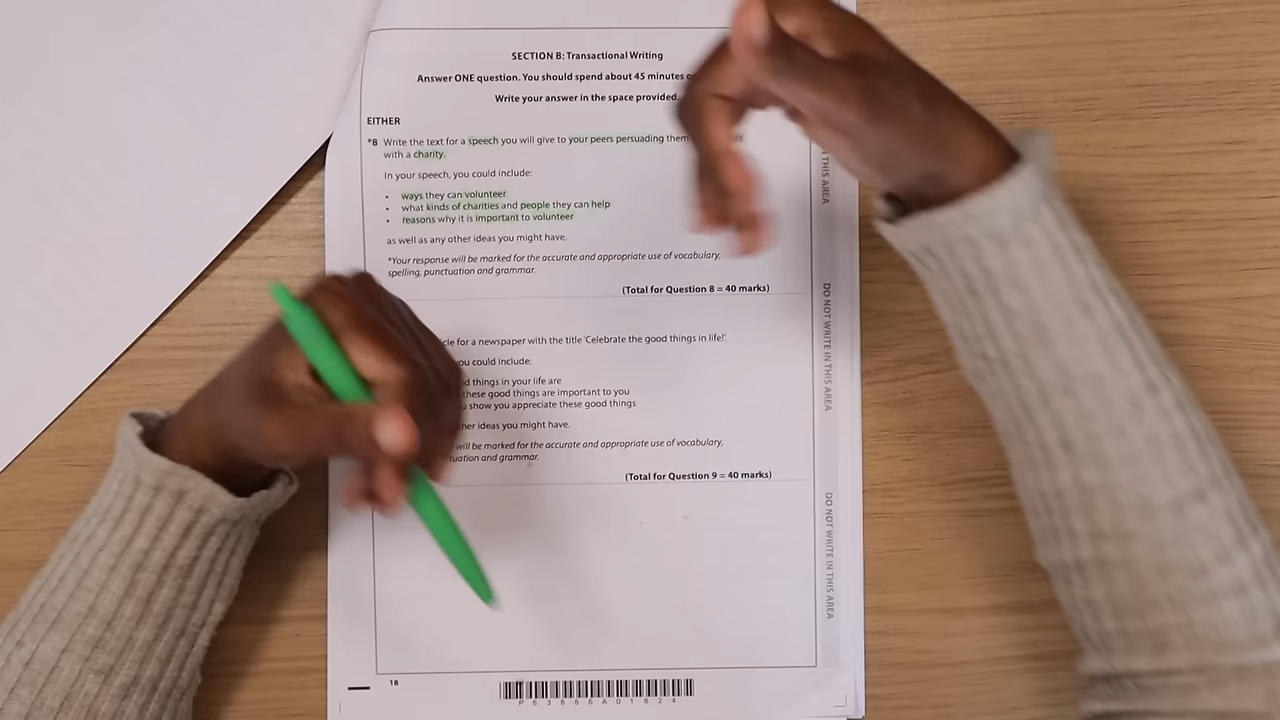 SECTION B: Transactional Writing
Answer ONE question. You should spend about 45 minutes
Write your answer in the space provided.
EITHER
*8 Write the text for a speech you will give to your peers persuading them
with a charity.
In your speech, you could include:
• ways they can volunteer
• what kinds of charities and people they can help
• reasons why it is important to volunteer
as well as any other ideas you might have.
*Your response will be marked for the accurate and appropriate use of vocabulary,
spelling, punctuation and grammar.
(Total for Question 8 = 40 marks)
for a newspaper with the title 'Celebrate the good things in life!'.
you could include:
things in your life are
these good things are important to you
show you appreciate these good things
ideas you might have.
will be marked for the accurate and appropriate use of vocabulary,
and grammar.
(Total for Question 9 = 40 marks)
18
P63886A01824
THIS AREA
DO NOT WRITE IN THIS AREA
DO NOT WRITE IN THIS AREA